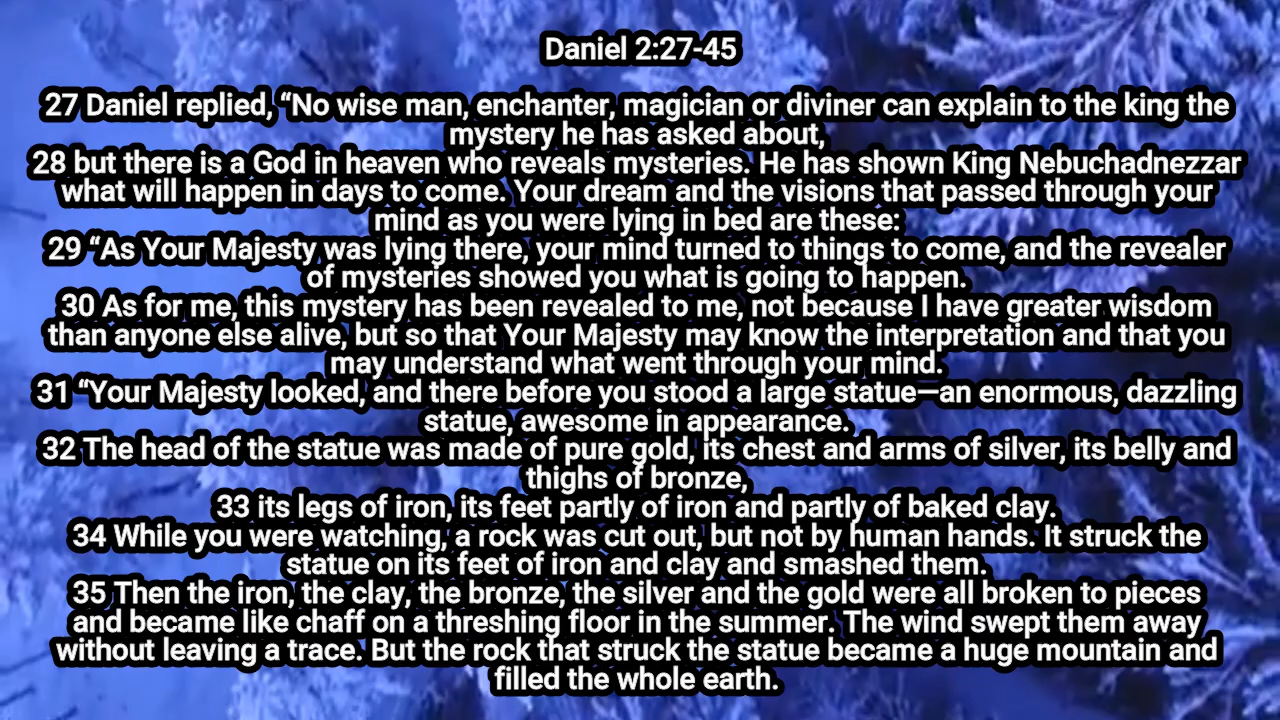 Daniel 2:27-45
27 Daniel replied, “No wise man, enchanter, magician or diviner can explain to the king the
mystery he has asked about,
28 but there is a God in heaven who reveals mysteries. He has shown King Nebuchadnezzar
what will happen in days to come. Your dream and the visions that passed through your
mind as you were lying in bed are these:
29 “As Your Majesty was lying there, your mind turned to things to come, and the revealer
of mysteries showed you what is going to happen.
30 As for me, this mystery has been revealed to me, not because I have greater wisdom
than anyone else alive, but so that Your Majesty may know the interpretation and that you
may understand what went through your mind.
31 “Your Majesty looked, and there before you stood a large statue—an enormous, dazzling
statue, awesome in appearance.
32 The head of the statue was made of pure gold, its chest and arms of silver, its belly and
thighs of bronze,
33 its legs of iron, its feet partly of iron and partly of baked clay.
34 While you were watching, a rock was cut out, but not by human hands. It struck the
statue on its feet of iron and clay and smashed them.
35 Then the iron, the clay, the bronze, the silver and the gold were all broken to pieces
and became like chaff on a threshing floor in the summer. The wind swept them away
without leaving a trace. But the rock that struck the statue became a huge mountain and
filled the whole earth.